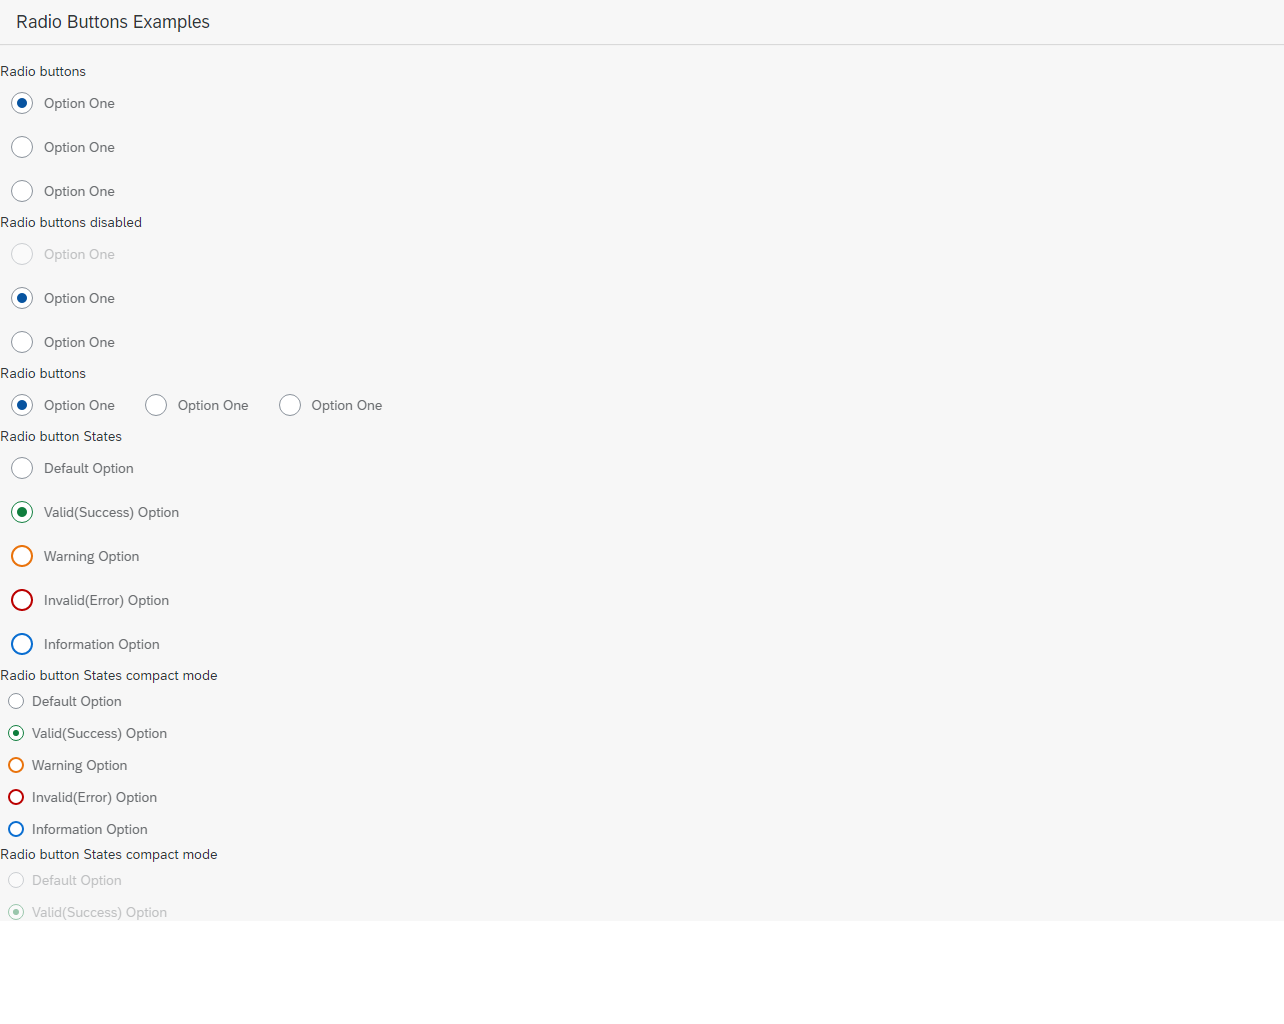 Radio Buttons Examples
Radio buttons
Option One
Option One
Option One
Radio buttons disabled
Option One
Option One
Option One
Radio buttons
Option One Option One Option One
Radio button States
Default Option
Valid(Success) Option
Warning Option
Invalid(Error) Option
Information Option
Radio button States compact mode
Default Option
Valid(Success) Option
Warning Option
Invalid(Error) Option
Information Option
Radio button States compact mode
Default Option
Valid(Success) Option